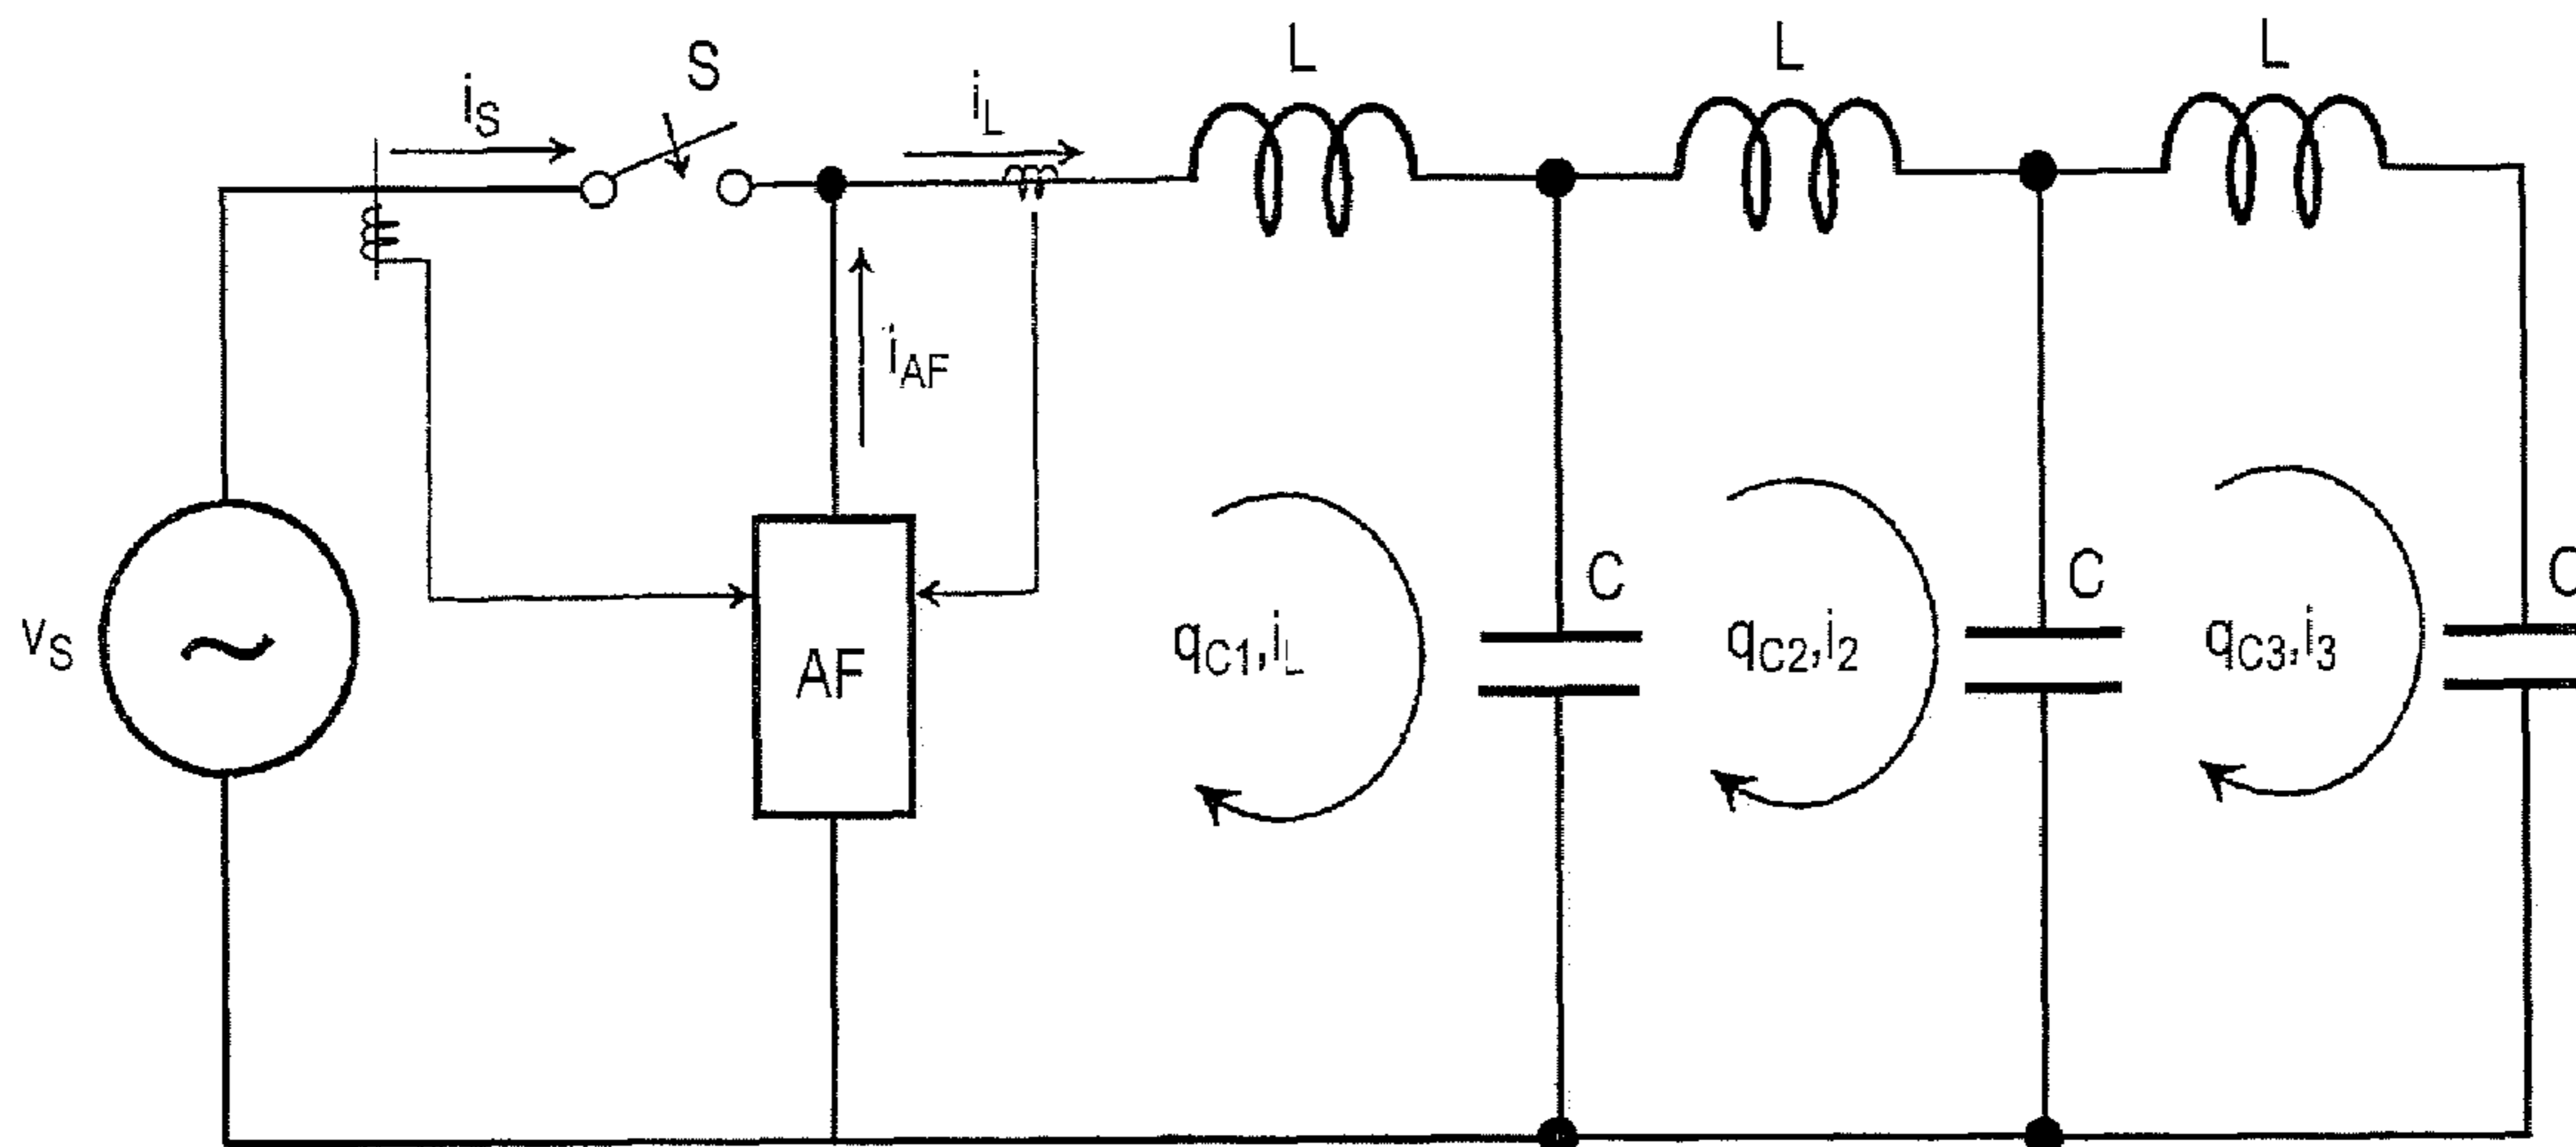 L
L
L
S
i_S
i_L
i_AF
C
C
C
v_S
AF
q_C1,i_L
q_C2,i_2
q_C3,i_3